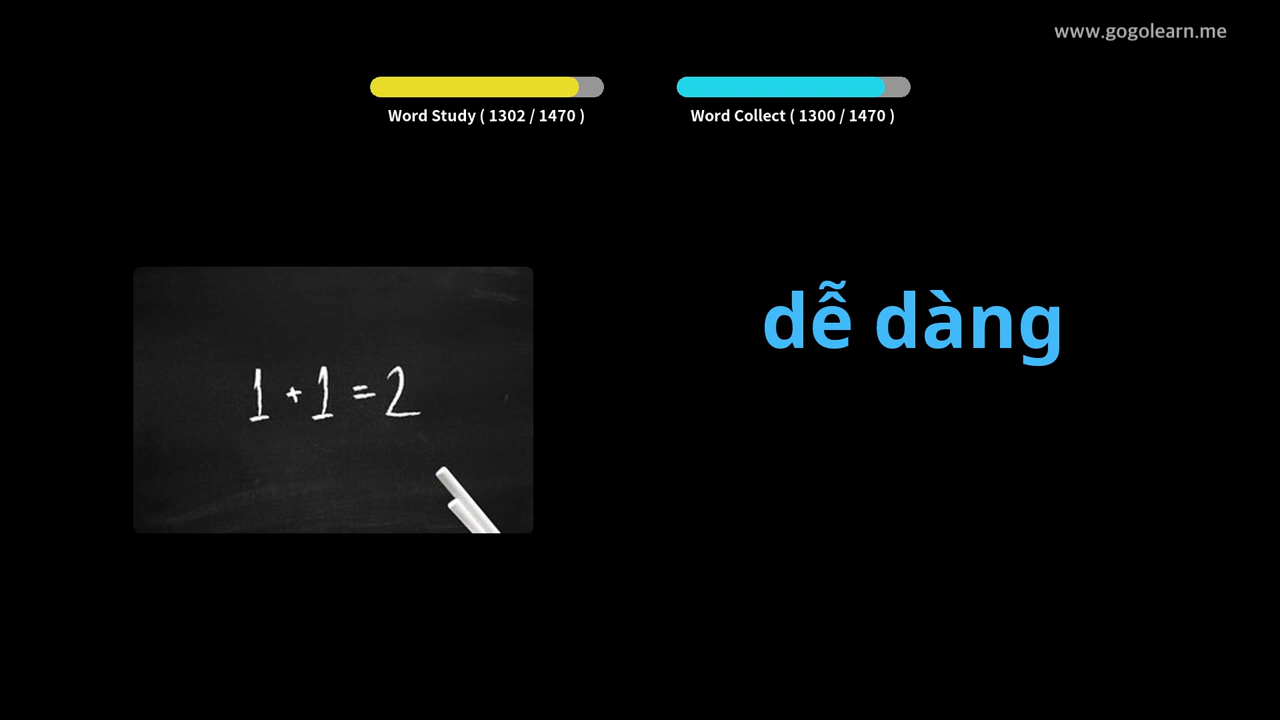 www.gogolearn.me
Word Study ( 1302 / 1470 )
Word Collect ( 1300 / 1470 )
1 + 1 = 2
dễ dàng